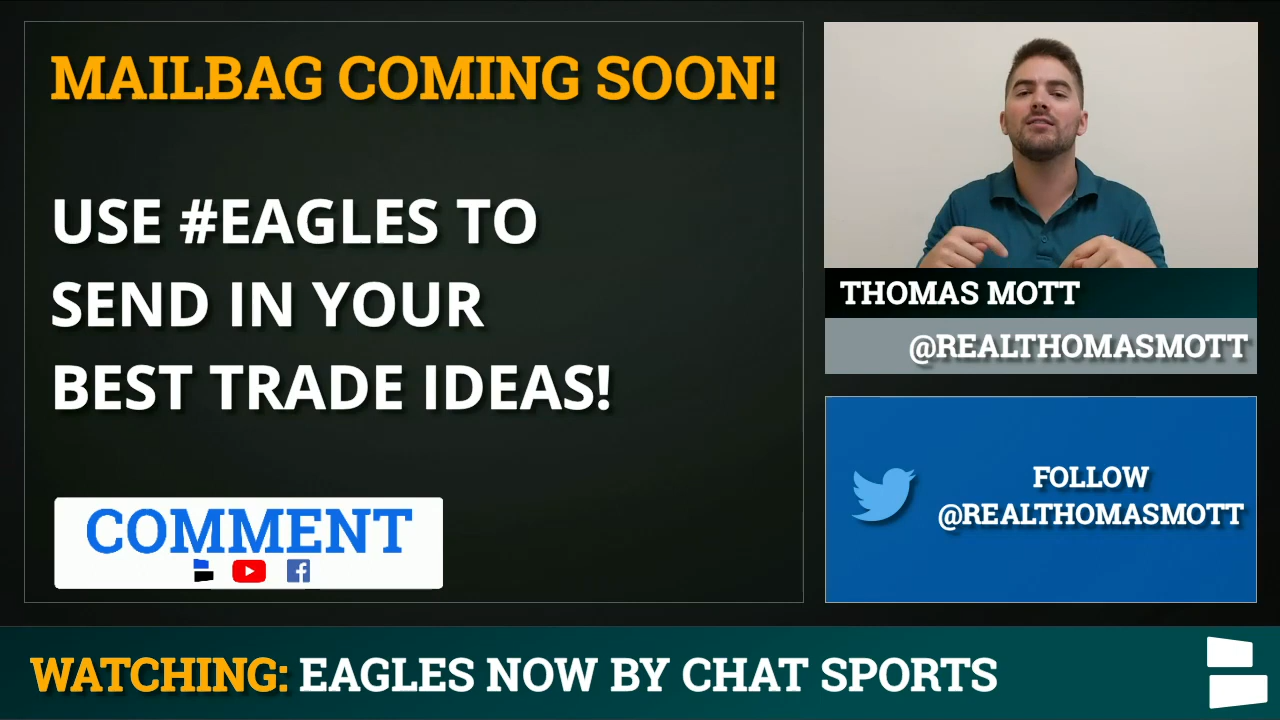 MAILBAG COMING SOON!
USE #EAGLES TO
SEND IN YOUR
BEST TRADE IDEAS!
COMMENT
THOMAS MOTT
@REALTHOMASMOTT
FOLLOW
@REALTHOMASMOTT
WATCHING: EAGLES NOW BY CHAT SPORTS